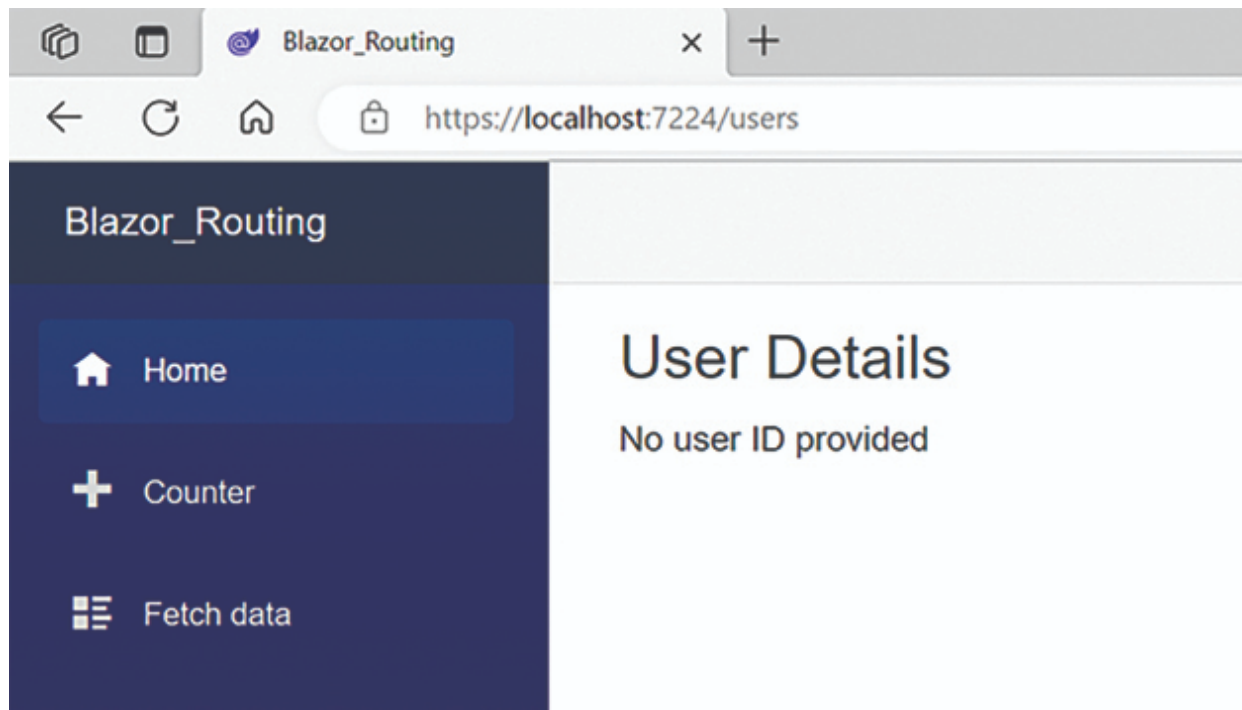 Blazor_Routing
https://localhost:7224/users
Blazor_Routing
Home
User Details
No user ID provided
Counter
Fetch data